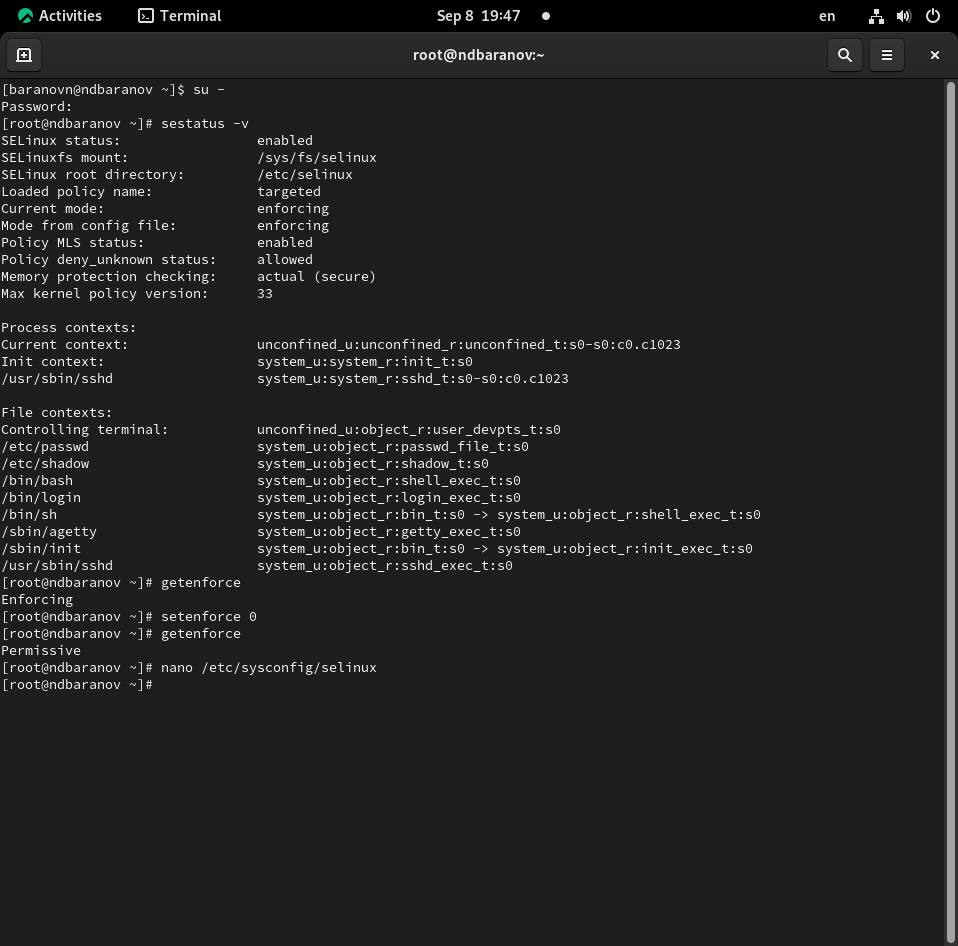 Activities Terminal Sep 8 19:47 en
root@ndbaranov:~
[baranovn@ndbaranov ~]$ su -
Password:
[root@ndbaranov ~]# sestatus -v
SELinux status: enabled
SELinuxfs mount: /sys/fs/selinux
SELinux root directory: /etc/selinux
Loaded policy name: targeted
Current mode: enforcing
Mode from config file: enforcing
Policy MLS status: enabled
Policy deny_unknown status: allowed
Memory protection checking: actual (secure)
Max kernel policy version: 33
Process contexts:
Current context: unconfined_u:unconfined_r:unconfined_t:s0-s0:c0.c1023
Init context: system_u:system_r:init_t:s0
/usr/sbin/sshd system_u:system_r:sshd_t:s0-s0:c0.c1023
File contexts:
Controlling terminal: unconfined_u:object_r:user_devpts_t:s0
/etc/passwd system_u:object_r:passwd_file_t:s0
/etc/shadow system_u:object_r:shadow_t:s0
/bin/bash system_u:object_r:shell_exec_t:s0
/bin/login system_u:object_r:login_exec_t:s0
/bin/sh system_u:object_r:bin_t:s0 -> system_u:object_r:shell_exec_t:s0
/sbin/agetty system_u:object_r:getty_exec_t:s0
/sbin/init system_u:object_r:bin_t:s0 -> system_u:object_r:init_exec_t:s0
/usr/sbin/sshd system_u:object_r:sshd_exec_t:s0
[root@ndbaranov ~]# getenforce
Enforcing
[root@ndbaranov ~]# setenforce 0
[root@ndbaranov ~]# getenforce
Permissive
[root@ndbaranov ~]# nano /etc/sysconfig/selinux
[root@ndbaranov ~]#